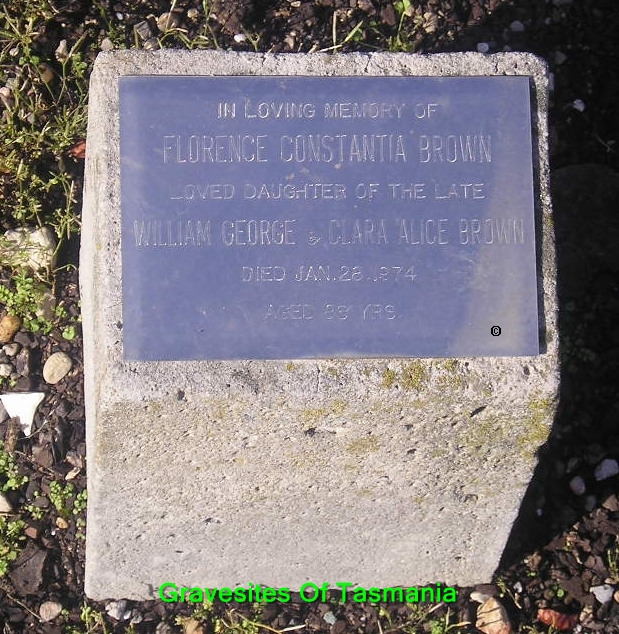 IN LOVING MEMORY OF
FLORENCE CONSTANTIA BROWN
LOVED DAUGHTER OF THE LATE
WILLIAM GEORGE & CLARA ALICE BROWN
DIED JAN. 28. 1974
AGED YRS.
©
Gravesites Of Tasmania